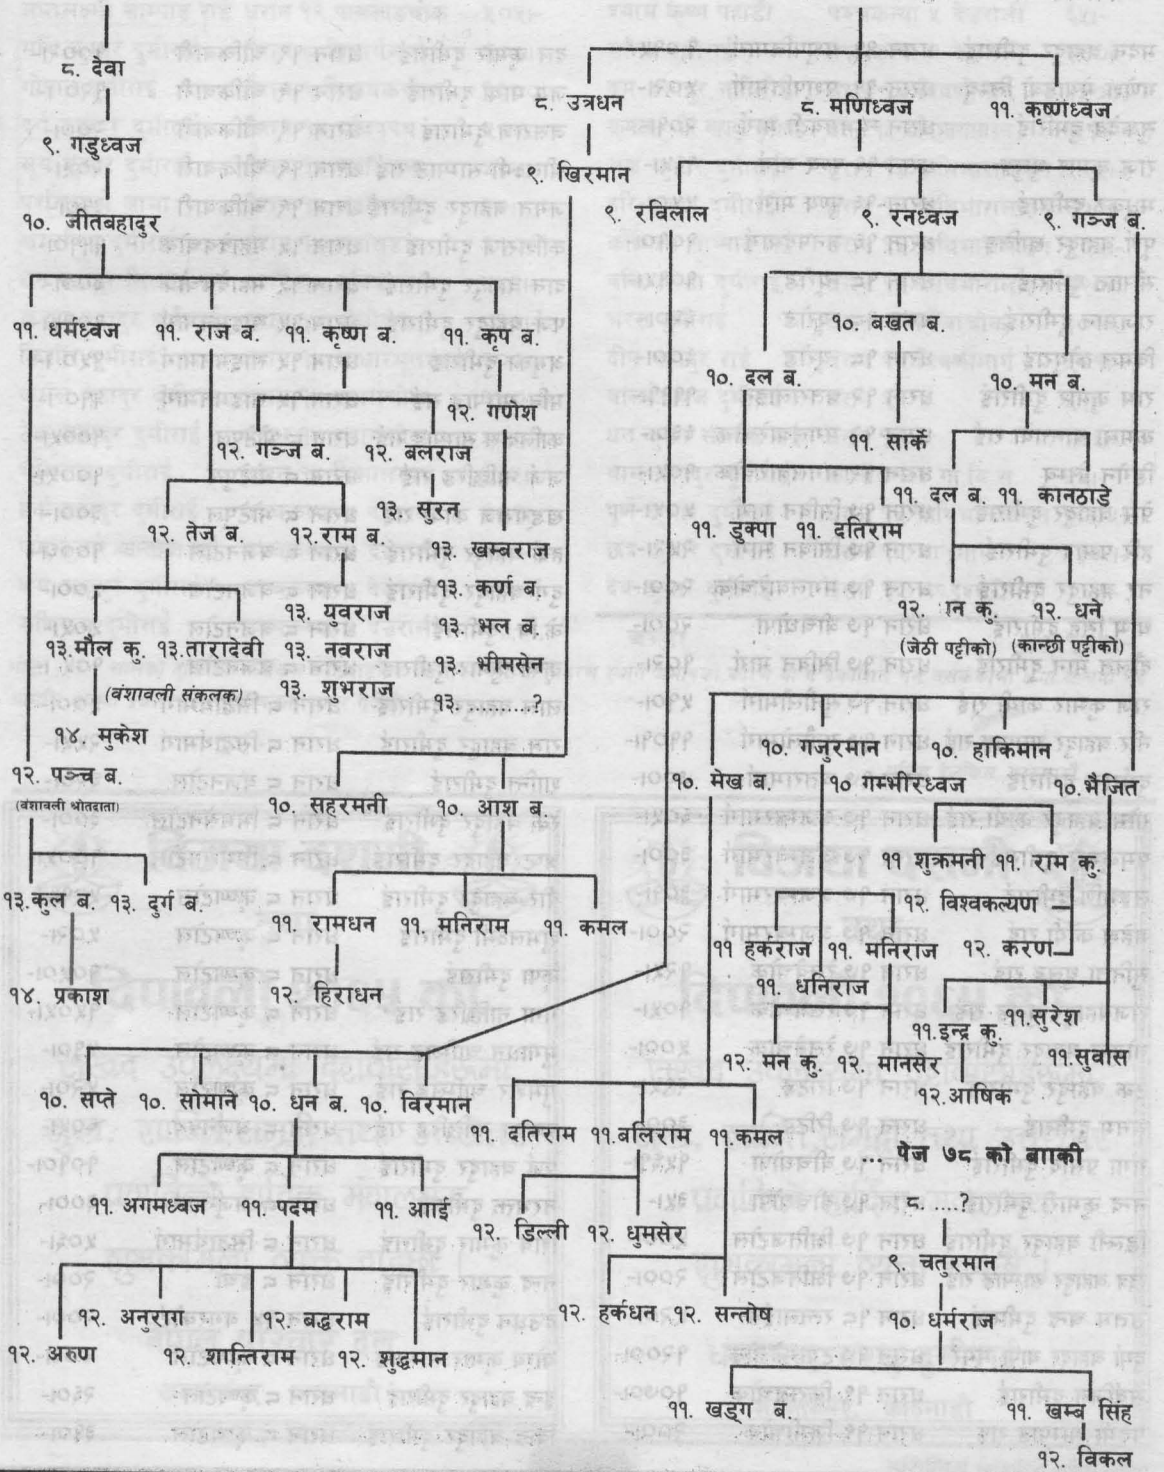 ८. देवा
८. उत्रधन
८. मणिध्वज
११. कृष्णध्वज
९. गडुध्वज
९. खिरमान
१०. जीतबहादुर
९. रविलाल
९. रनध्वज
९. गञ्ज ब.
११. धर्मध्वज
११. राज ब.
११. कृष्ण ब.
११. कृप ब.
१०. बखत ब.
१०. दल ब.
१०. मन ब.
१२. गणेश
१२. गञ्ज ब.
१२. बलराज
११. सार्के
१३. सुरन
११. दल ब.
११. कानठाडे
१२. तेज ब.
१२.राम ब.
११. डुक्पा
११. दतिराम
१३. खम्बराज
१३. कर्ण ब.
१३. युवराज
१२. धने
१३. भल ब.
१३.मौल कु.
१३.तारादेवी
१३. नवराज
(जेठी पट्टीको)
(कान्छी पट्टीको)
१३. भीमसेन
(वंशावली संकलक)
१३. शुभराज
१३. ..........?
१४. मुकेश
१०. गजुरमान
१०. हाकिमान
१२. पञ्च ब.
१०. मेख ब.
१० गम्भीरध्वज
१०.भैजित
(वंशावली श्रोतदाता)
१०. सहरमनी
१०. आश ब.
११ शुक्रमनी
११. राम कु.
१३.कुल ब.
१३. दुर्ग ब.
१२. विश्वकल्यण
११. रामधन
११. मनिराम
११. कमल
११ हर्कराज
११. मनिराज
१२. करण
१४. प्रकाश
१२. हिराधन
११. धनिराज
११.इन्द्र कु.
११.सुरेश
१२. मन कु.
१२. मानसेर
११.सुवास
१०. सप्ते
१०. सोमाने
१०. धन ब.
१०. विरमान
१२.आषिक
११. दतिराम
११.बलिराम
११.कमल
... पेज ७८ को बााकी
११. अगमध्वज
११. पदम
११. आाई
८. ....?
१२. डिल्ली
१२. धुमसेर
९. चतुरमान
१२. अनुराग
१२. बद्धराम
१२. हर्कधन
१२. सन्तोष
१०. धर्मराज
१२. अरुण
१२. शान्तिराम
१२. शुद्धमान
११. खड्ग ब.
११. खम्ब सिंह
१२. विकल